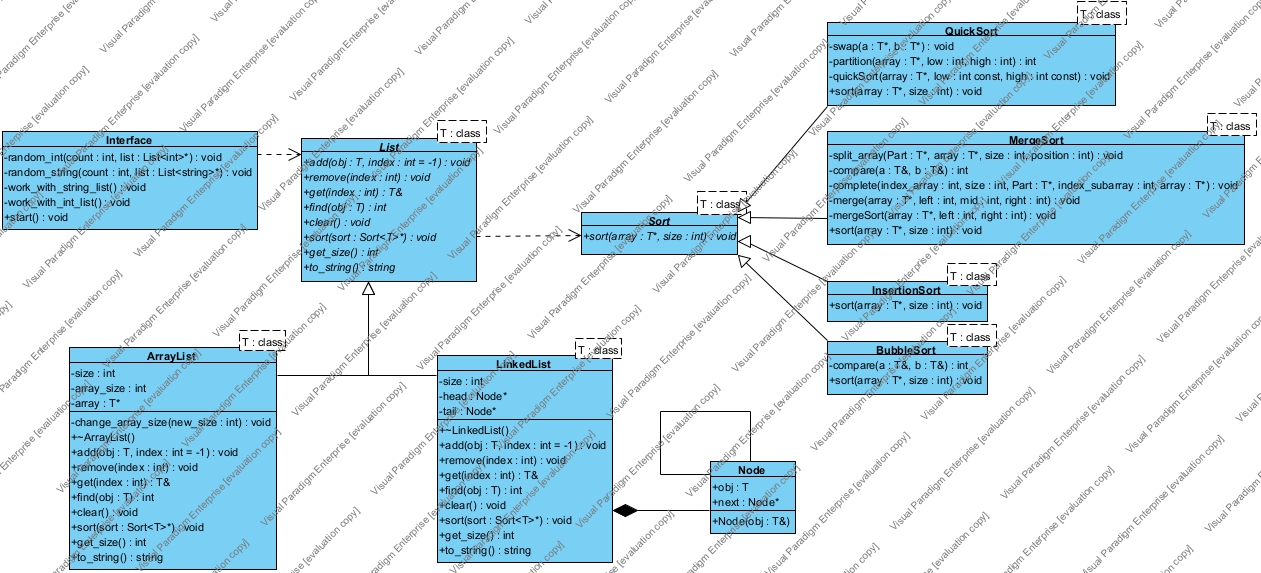 T : class
QuickSort
-swap(a : T*, b : T*) : void
-partition(array : T*, low : int, high : int) : int
-quickSort(array : T*, low : int const, high : int const) : void
+sort(array : T*, size : int) : void
T : class
MergeSort
-split_array(Part : T*, array : T*, size : int, position : int) : void
-compare(a : T&, b : T&) : int
-complete(index_array : int, size : int, Part : T*, index_subarray : int, array : T*) : void
-merge(array : T*, left : int, mid : int, right : int) : void
-mergeSort(array : T*, left : int, right : int) : void
+sort(array : T*, size : int) : void
Interface
-random_int(count : int, list : List<int>*) : void
-random_string(count : int, list : List<string>*) : void
-work_with_string_list() : void
-work_with_int_list() : void
+start() : void
T : class
List
+add(obj : T, index : int = -1) : void
+remove(index : int) : void
+get(index : int) : T&
+find(obj : T) : int
+clear() : void
+sort(sort : Sort<T>*) : void
+get_size() : int
+to_string() : string
T : class
Sort
+sort(array : T*, size : int) : void
T : class
InsertionSort
+sort(array : T*, size : int) : void
T : class
BubbleSort
-compare(a : T&, b : T&) : int
+sort(array : T*, size : int) : void
T : class
ArrayList
-size : int
-array_size : int
-array : T*
-change_array_size(new_size : int) : void
+~ArrayList()
+add(obj : T, index : int = -1) : void
+remove(index : int) : void
+get(index : int) : T&
+find(obj : T) : int
+clear() : void
+sort(sort : Sort<T>*) : void
+get_size() : int
+to_string() : string
T : class
LinkedList
-size : int
-head : Node*
-tail : Node*
+~LinkedList()
+add(obj : T, index : int = -1) : void
+remove(index : int) : void
+get(index : int) : T&
+find(obj : T) : int
+clear() : void
+sort(sort : Sort<T>*) : void
+get_size() : int
+to_string() : string
Node
+obj : T
+next : Node*
+Node(obj : T&)
Visual Paradigm Enterprise [evaluation copy]